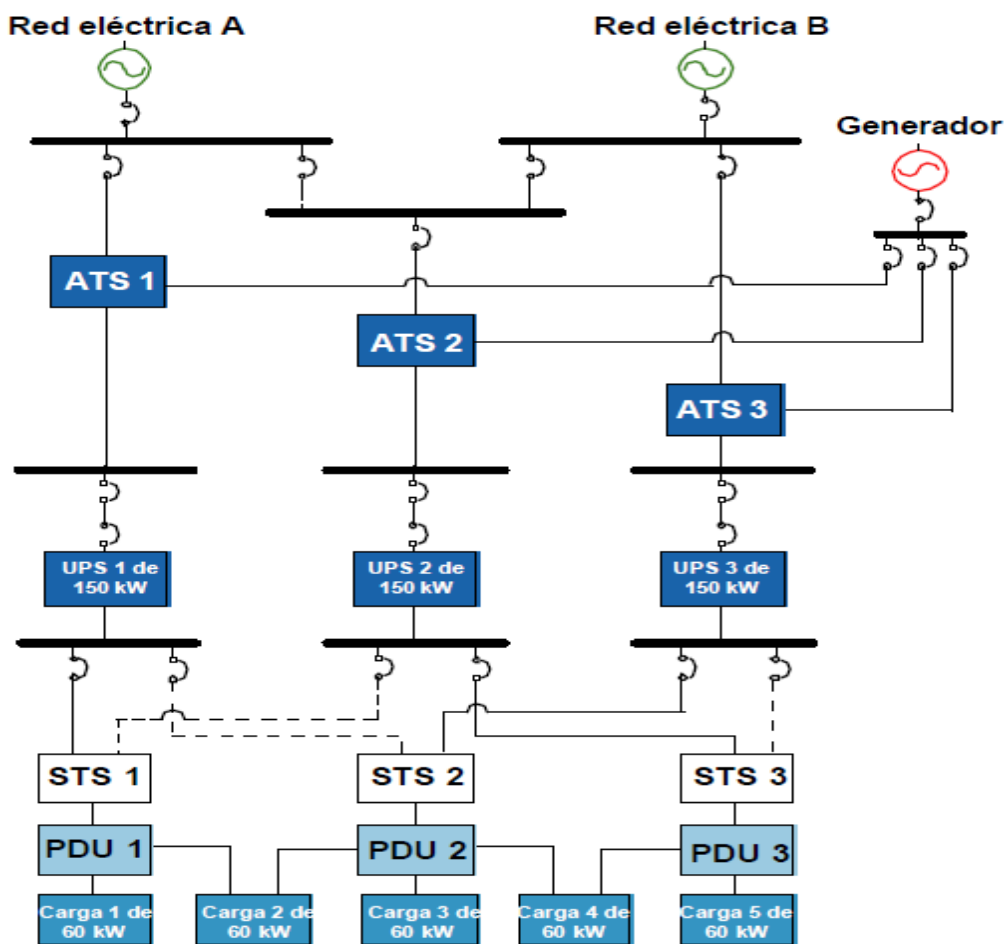 Red eléctrica A
Red eléctrica B
Generador
ATS 1
ATS 2
ATS 3
UPS 1 de
150 kW
UPS 2 de
150 kW
UPS 3 de
150 kW
STS 1
STS 2
STS 3
PDU 1
PDU 2
PDU 3
Carga 1 de
60 kW
Carga 2 de
60 kW
Carga 3 de
60 kW
Carga 4 de
60 kW
Carga 5 de
60 kW